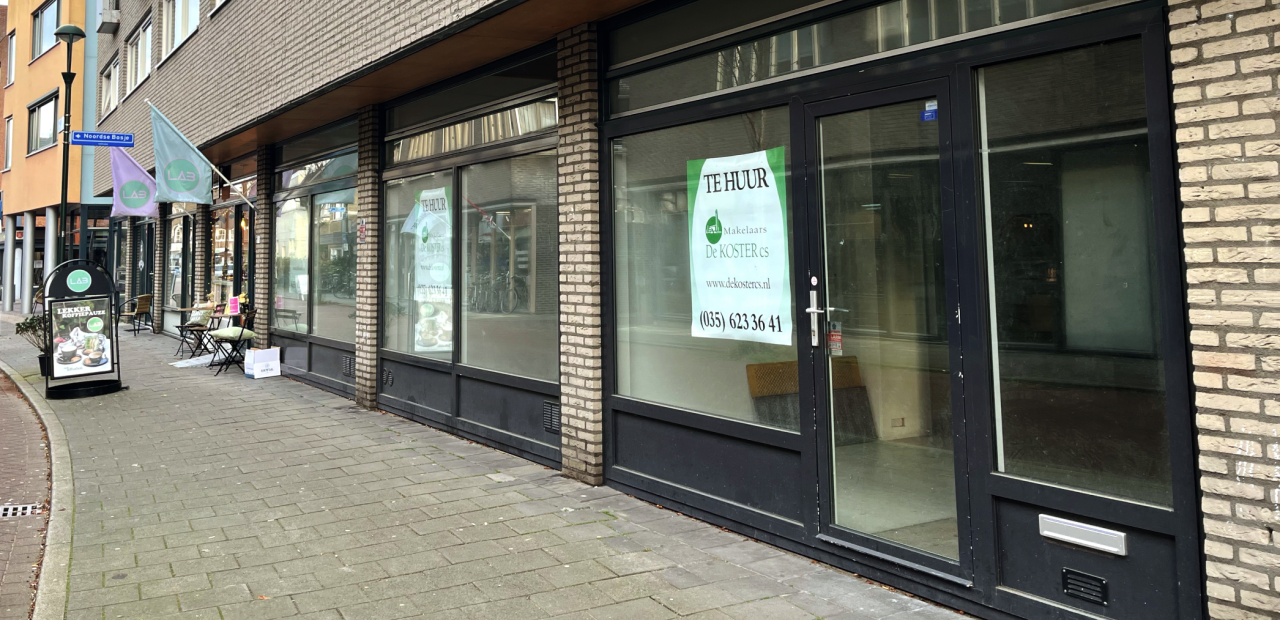 Noordse Bosje
LAB
LAB
LAB
LEKKER
KOFFIEPAUZE
TE HUUR
TE HUUR
Makelaars
De KOSTER cs
www.dekostercs.nl
(035) 623 36 41